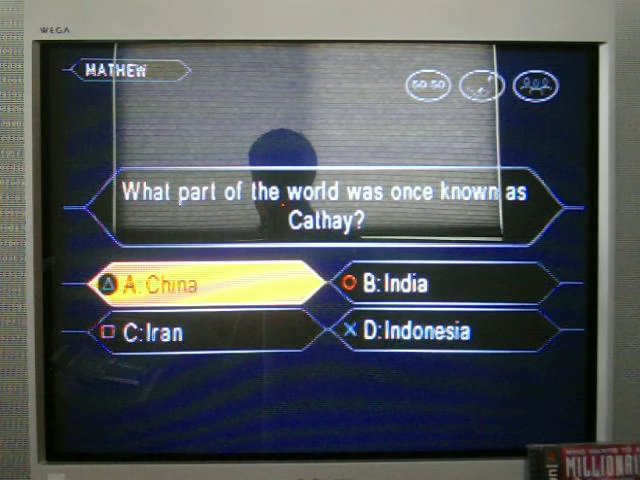 WEGA
MATHEW
50:50
What part of the world was once known as
Cathay?
A:China
B:India
C:Iran
D:Indonesia
MILLIONAI